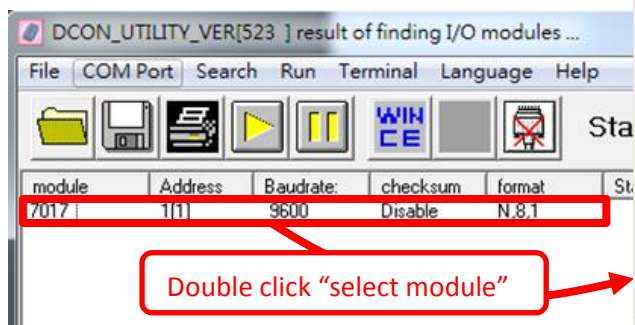 DCON_UTILITY_VER[523 ] result of finding I/O modules ...
File COM Port Search Run Terminal Language Help
WIN
CE
Sta
module Address Baudrate: checksum format St
7017 1[1] 9600 Disable N,8,1
Double click “select module”